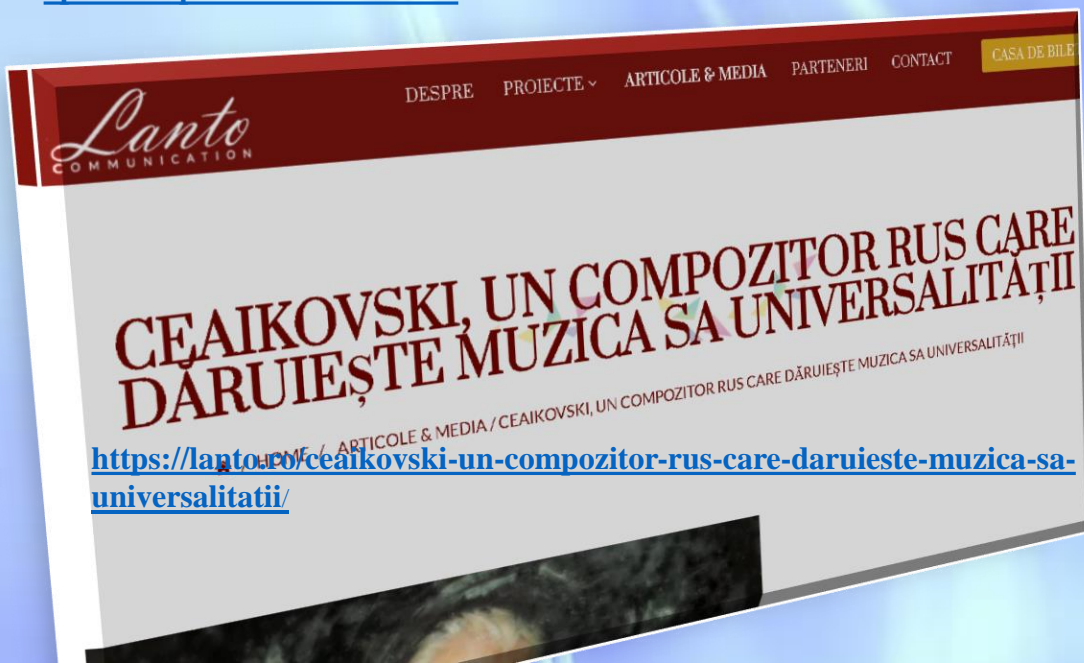 Lanto
COMMUNICATION
DESPRE PROIECTE ARTICOLE & MEDIA PARTENERI CONTACT CASA DE BILE
CEAIKOVSKI, UN COMPOZITOR RUS CARE
DĂRUIEȘTE MUZICA SA UNIVERSALITĂȚII
/ HOME / ARTICOLE & MEDIA / CEAIKOVSKI, UN COMPOZITOR RUS CARE DĂRUIEȘTE MUZICA SA UNIVERSALITĂȚII
https://lanto.ro/ceaikovski-un-compozitor-rus-care-daruieste-muzica-sa-
universalitatii/